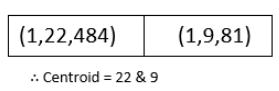 (1,22,484) (1,9,81)
∴ Centroid = 22 & 9